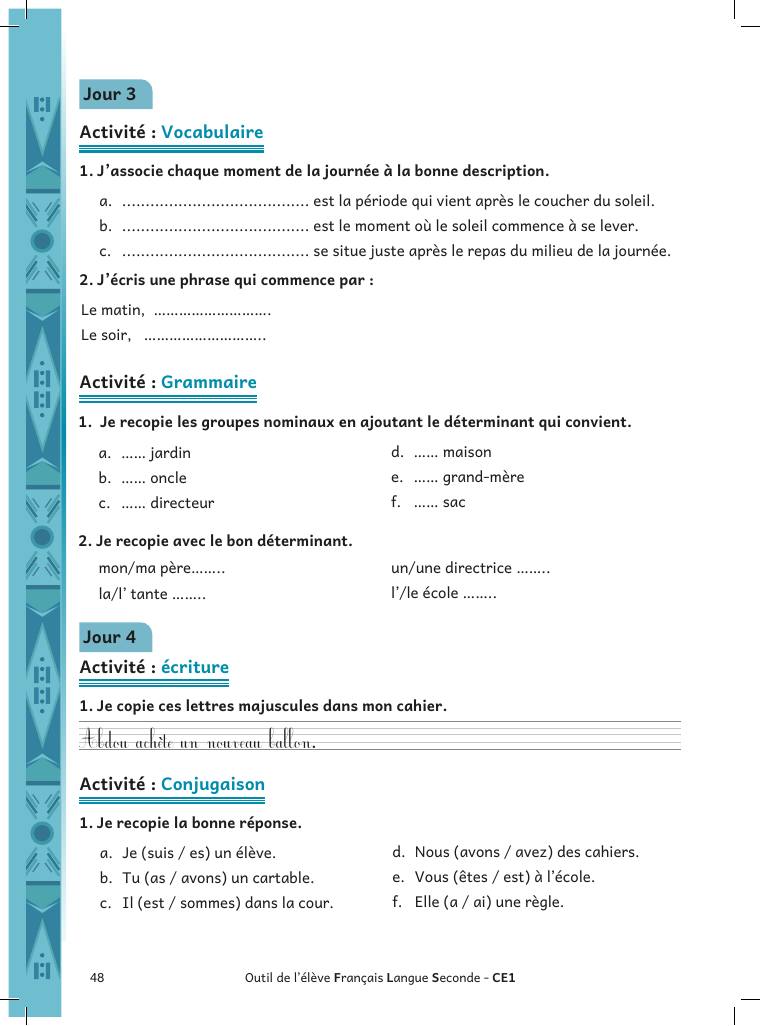 Jour 3
Activité : Vocabulaire
1. J'associe chaque moment de la journée à la bonne description.
a. ........................................ est la période qui vient après le coucher du soleil.
b. ........................................ est le moment où le soleil commence à se lever.
c. ........................................ se situe juste après le repas du milieu de la journée.
2. J'écris une phrase qui commence par :
Le matin, ............................
Le soir, .............................
Activité : Grammaire
1. Je recopie les groupes nominaux en ajoutant le déterminant qui convient.
a. ...... jardin
b. ...... oncle
c. ...... directeur
d. ...... maison
e. ...... grand-mère
f. ...... sac
2. Je recopie avec le bon déterminant.
mon/ma père........
la/l' tante ........
un/une directrice ........
l'/le école ........
Jour 4
Activité : écriture
1. Je copie ces lettres majuscules dans mon cahier.
Abdou achète un nouveau ballon.
Activité : Conjugaison
1. Je recopie la bonne réponse.
a. Je (suis / es) un élève.
b. Tu (as / avons) un cartable.
c. Il (est / sommes) dans la cour.
d. Nous (avons / avez) des cahiers.
e. Vous (êtes / est) à l'école.
f. Elle (a / ai) une règle.
48
Outil de l'élève Français Langue Seconde - CE1